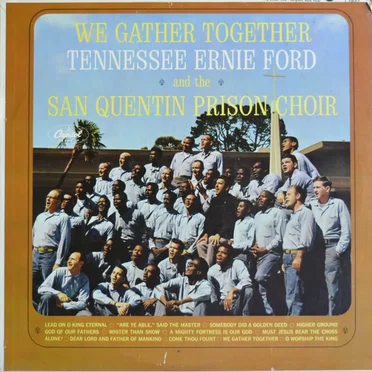 WE GATHER TOGETHER
TENNESSEE ERNIE FORD
and the
SAN QUENTIN PRISON CHOIR
Capitol
LEAD ON O KING ETERNAL "ARE YE ABLE," SAID THE MASTER SOMEBODY DID A GOLDEN DEED HIGHER GROUND
GOD OF OUR FATHERS WHITER THAN SNOW A MIGHTY FORTRESS IS OUR GOD MUST JESUS BEAR THE CROSS
ALONE? DEAR LORD AND FATHER OF MANKIND COME THOU FOUNT WE GATHER TOGETHER O WORSHIP THE KING